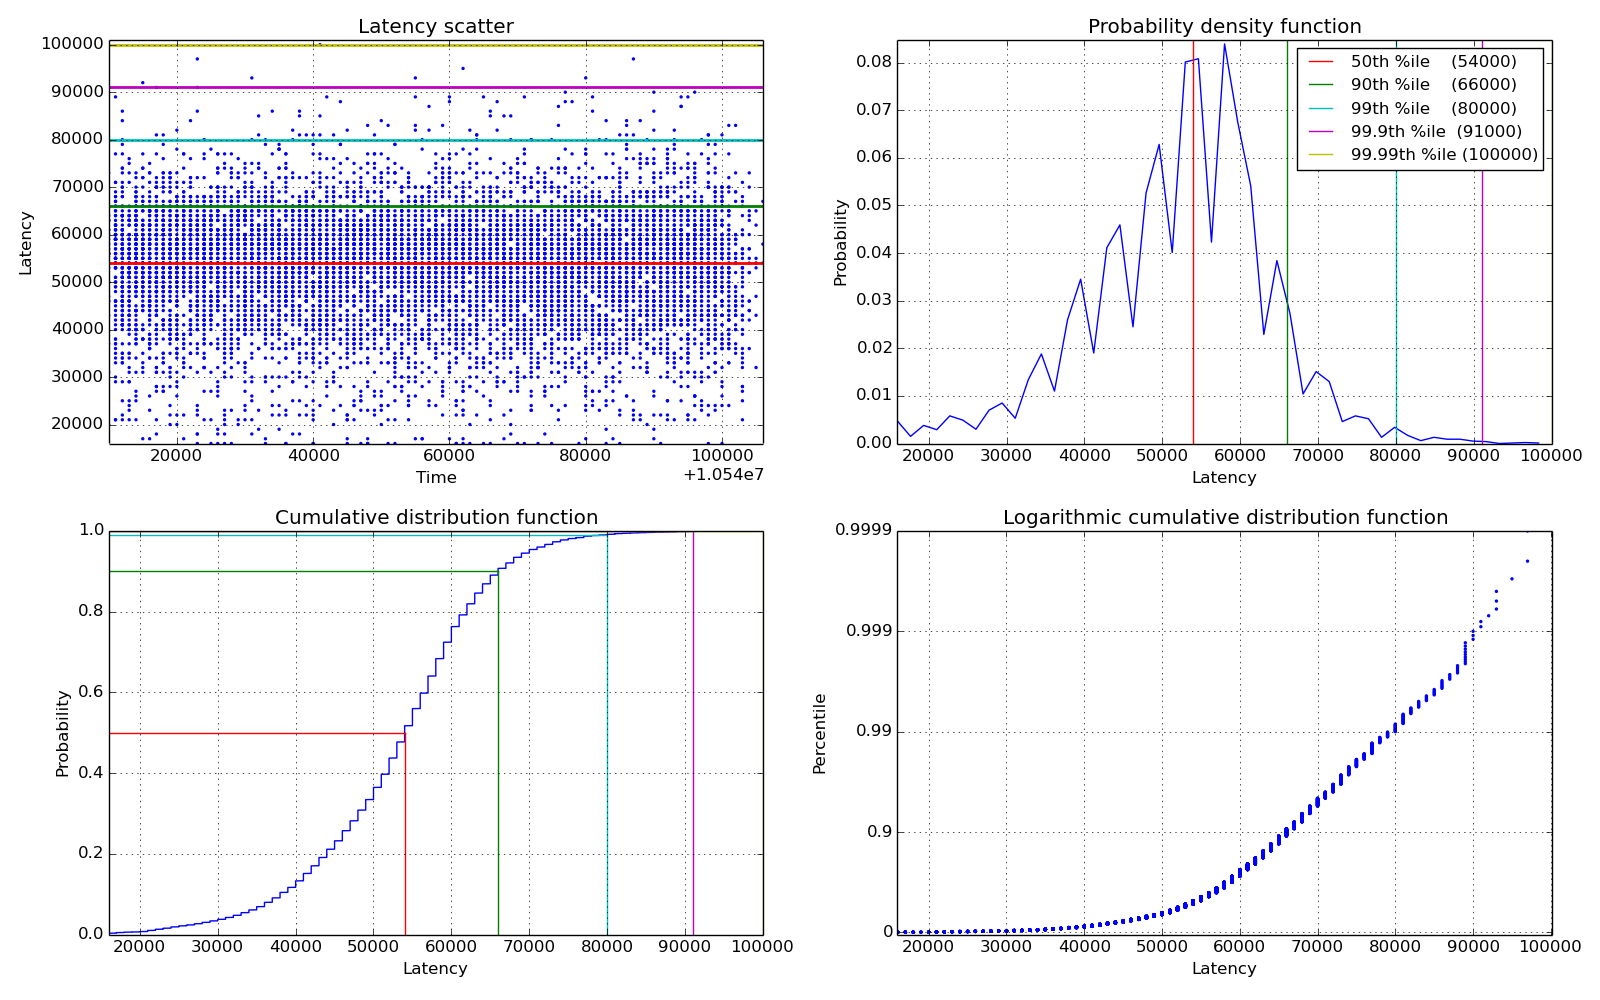 Latency scatter
100000
90000
80000
70000
60000
50000
40000
30000
20000
Latency
20000 40000 60000 80000 100000
Time
+1.054e7
Probability density function
0.08
0.07
0.06
0.05
0.04
0.03
0.02
0.01
0.00
Probability
50th %ile (54000)
90th %ile (66000)
99th %ile (80000)
99.9th %ile (91000)
99.99th %ile (100000)
20000 30000 40000 50000 60000 70000 80000 90000 100000
Latency
Cumulative distribution function
1.0
0.8
0.6
0.4
0.2
0.0
Probability
20000 30000 40000 50000 60000 70000 80000 90000 100000
Latency
Logarithmic cumulative distribution function
0.9999
0.999
0.99
0.9
0
Percentile
20000 30000 40000 50000 60000 70000 80000 90000 100000
Latency